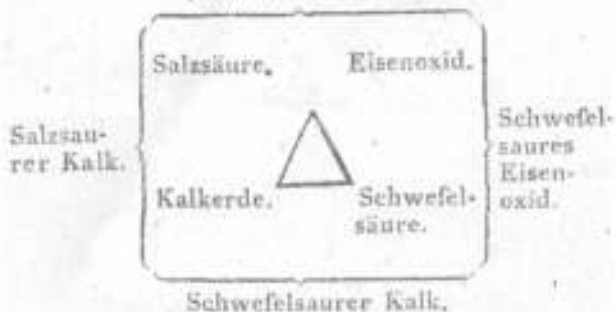 Salzsäure. Eisenoxid.
Salzsau-
rer Kalk.
Schwefel-
saures
Eisen-
oxid.
Kalkerde. Schwefel-
säure.
Schwefelsaurer Kalk.